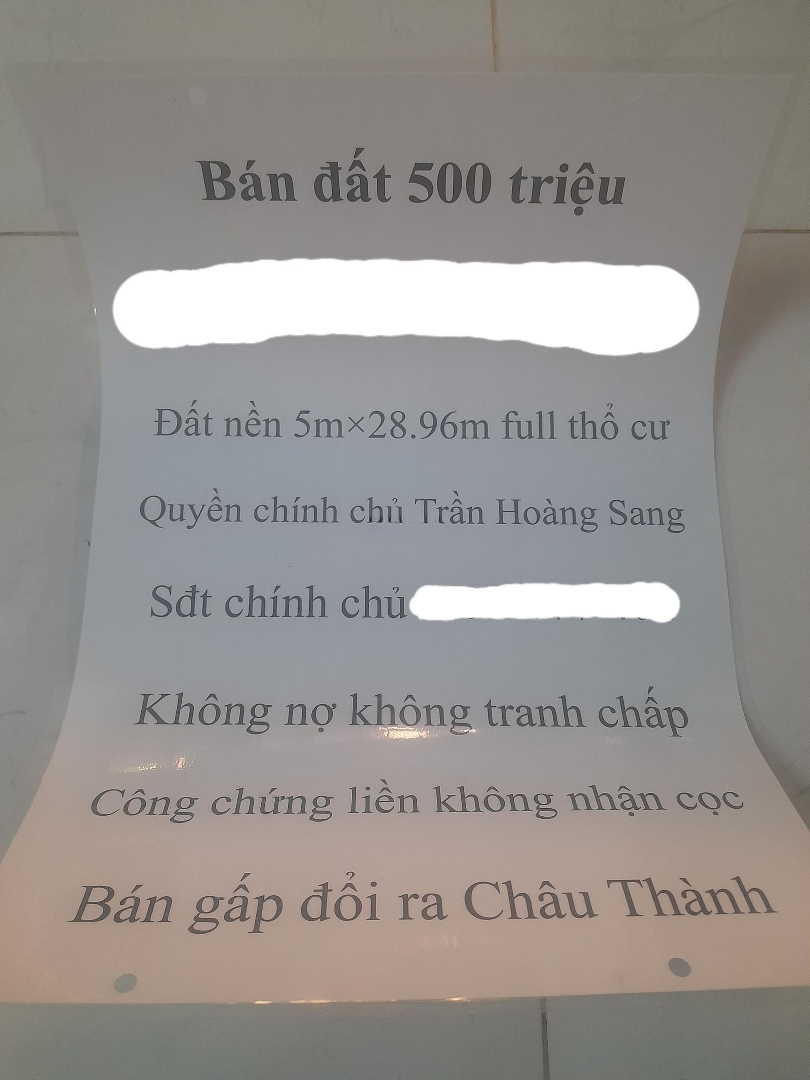 Bán đất 500 triệu
Đất nền 5m×28.96m full thổ cư
Quyền chính chủ Trần Hoàng Sang
Sđt chính chủ
Không nợ không tranh chấp
Công chứng liền không nhận cọc
Bán gấp đổi ra Châu Thành